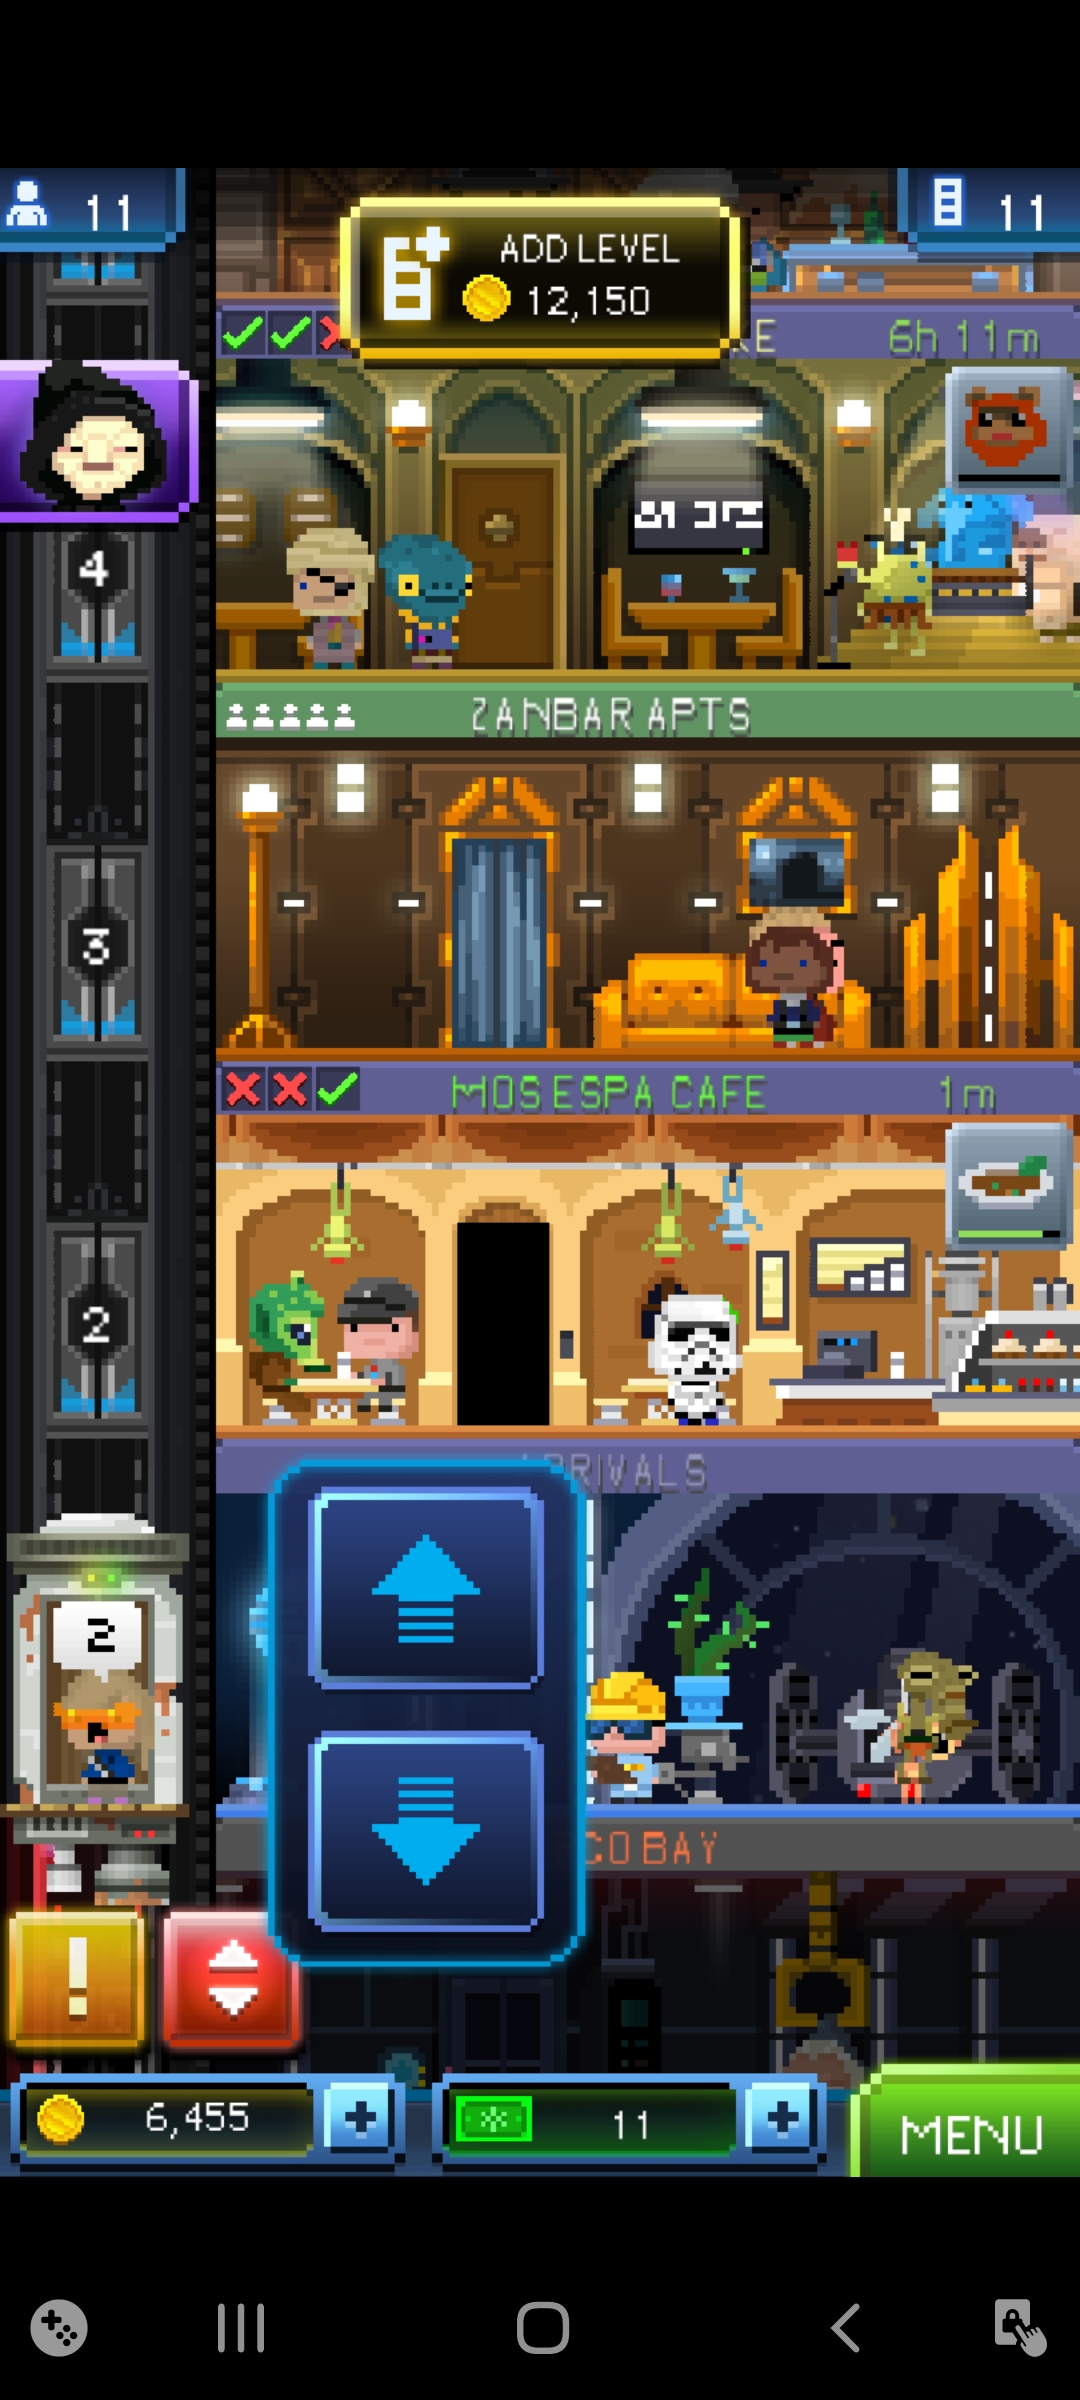 11
11
ADD LEVEL
12,150
KE
6h 11m
4
ZANBAR APTS
3
MOS ESPA CAFE
1m
2
RIVALS
2
CO BAY
6,455
11
MENU